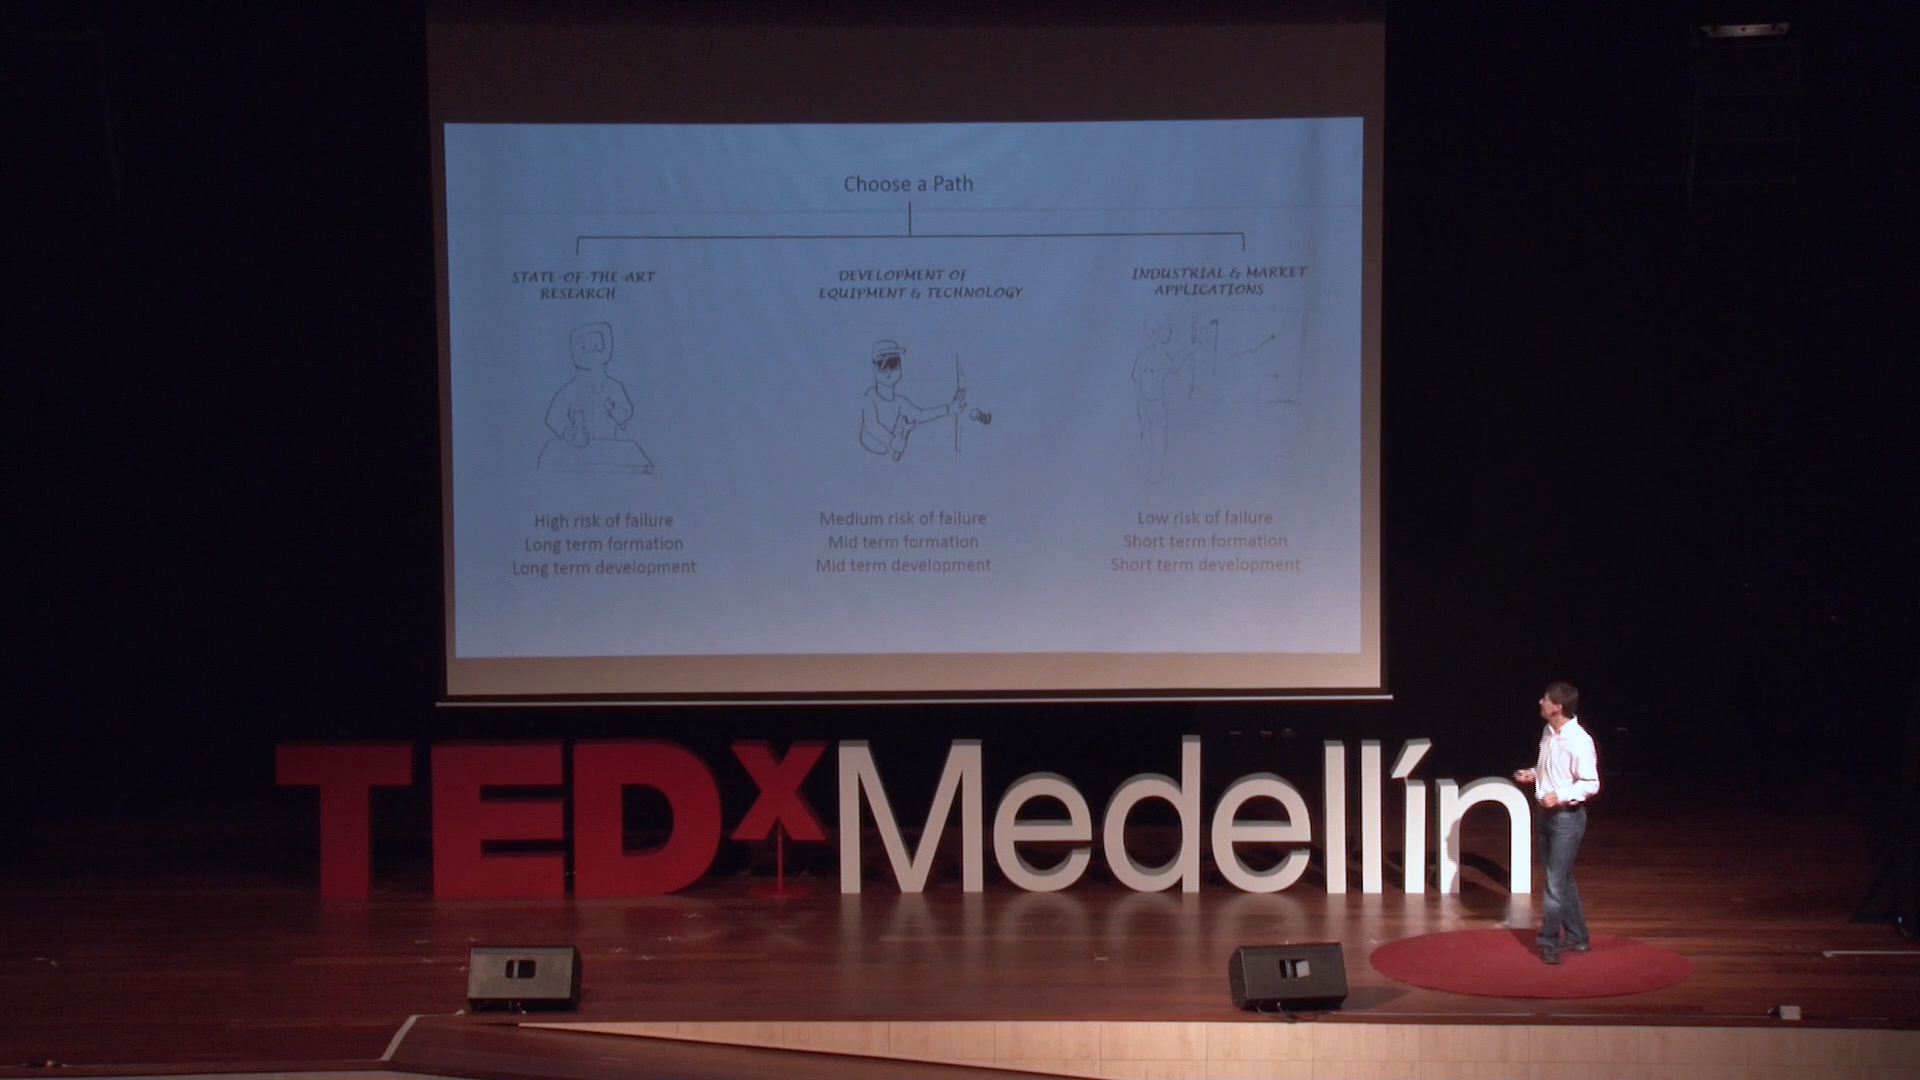 Choose a Path
STATE-OF-THE-ART
RESEARCH
DEVELOPMENT OF
EQUIPMENT & TECHNOLOGY
INDUSTRIAL & MARKET
APPLICATIONS
High risk of failure
Long term formation
Long term development
Medium risk of failure
Mid term formation
Mid term development
Low risk of failure
Short term formation
Short term development
TEDxMedellín